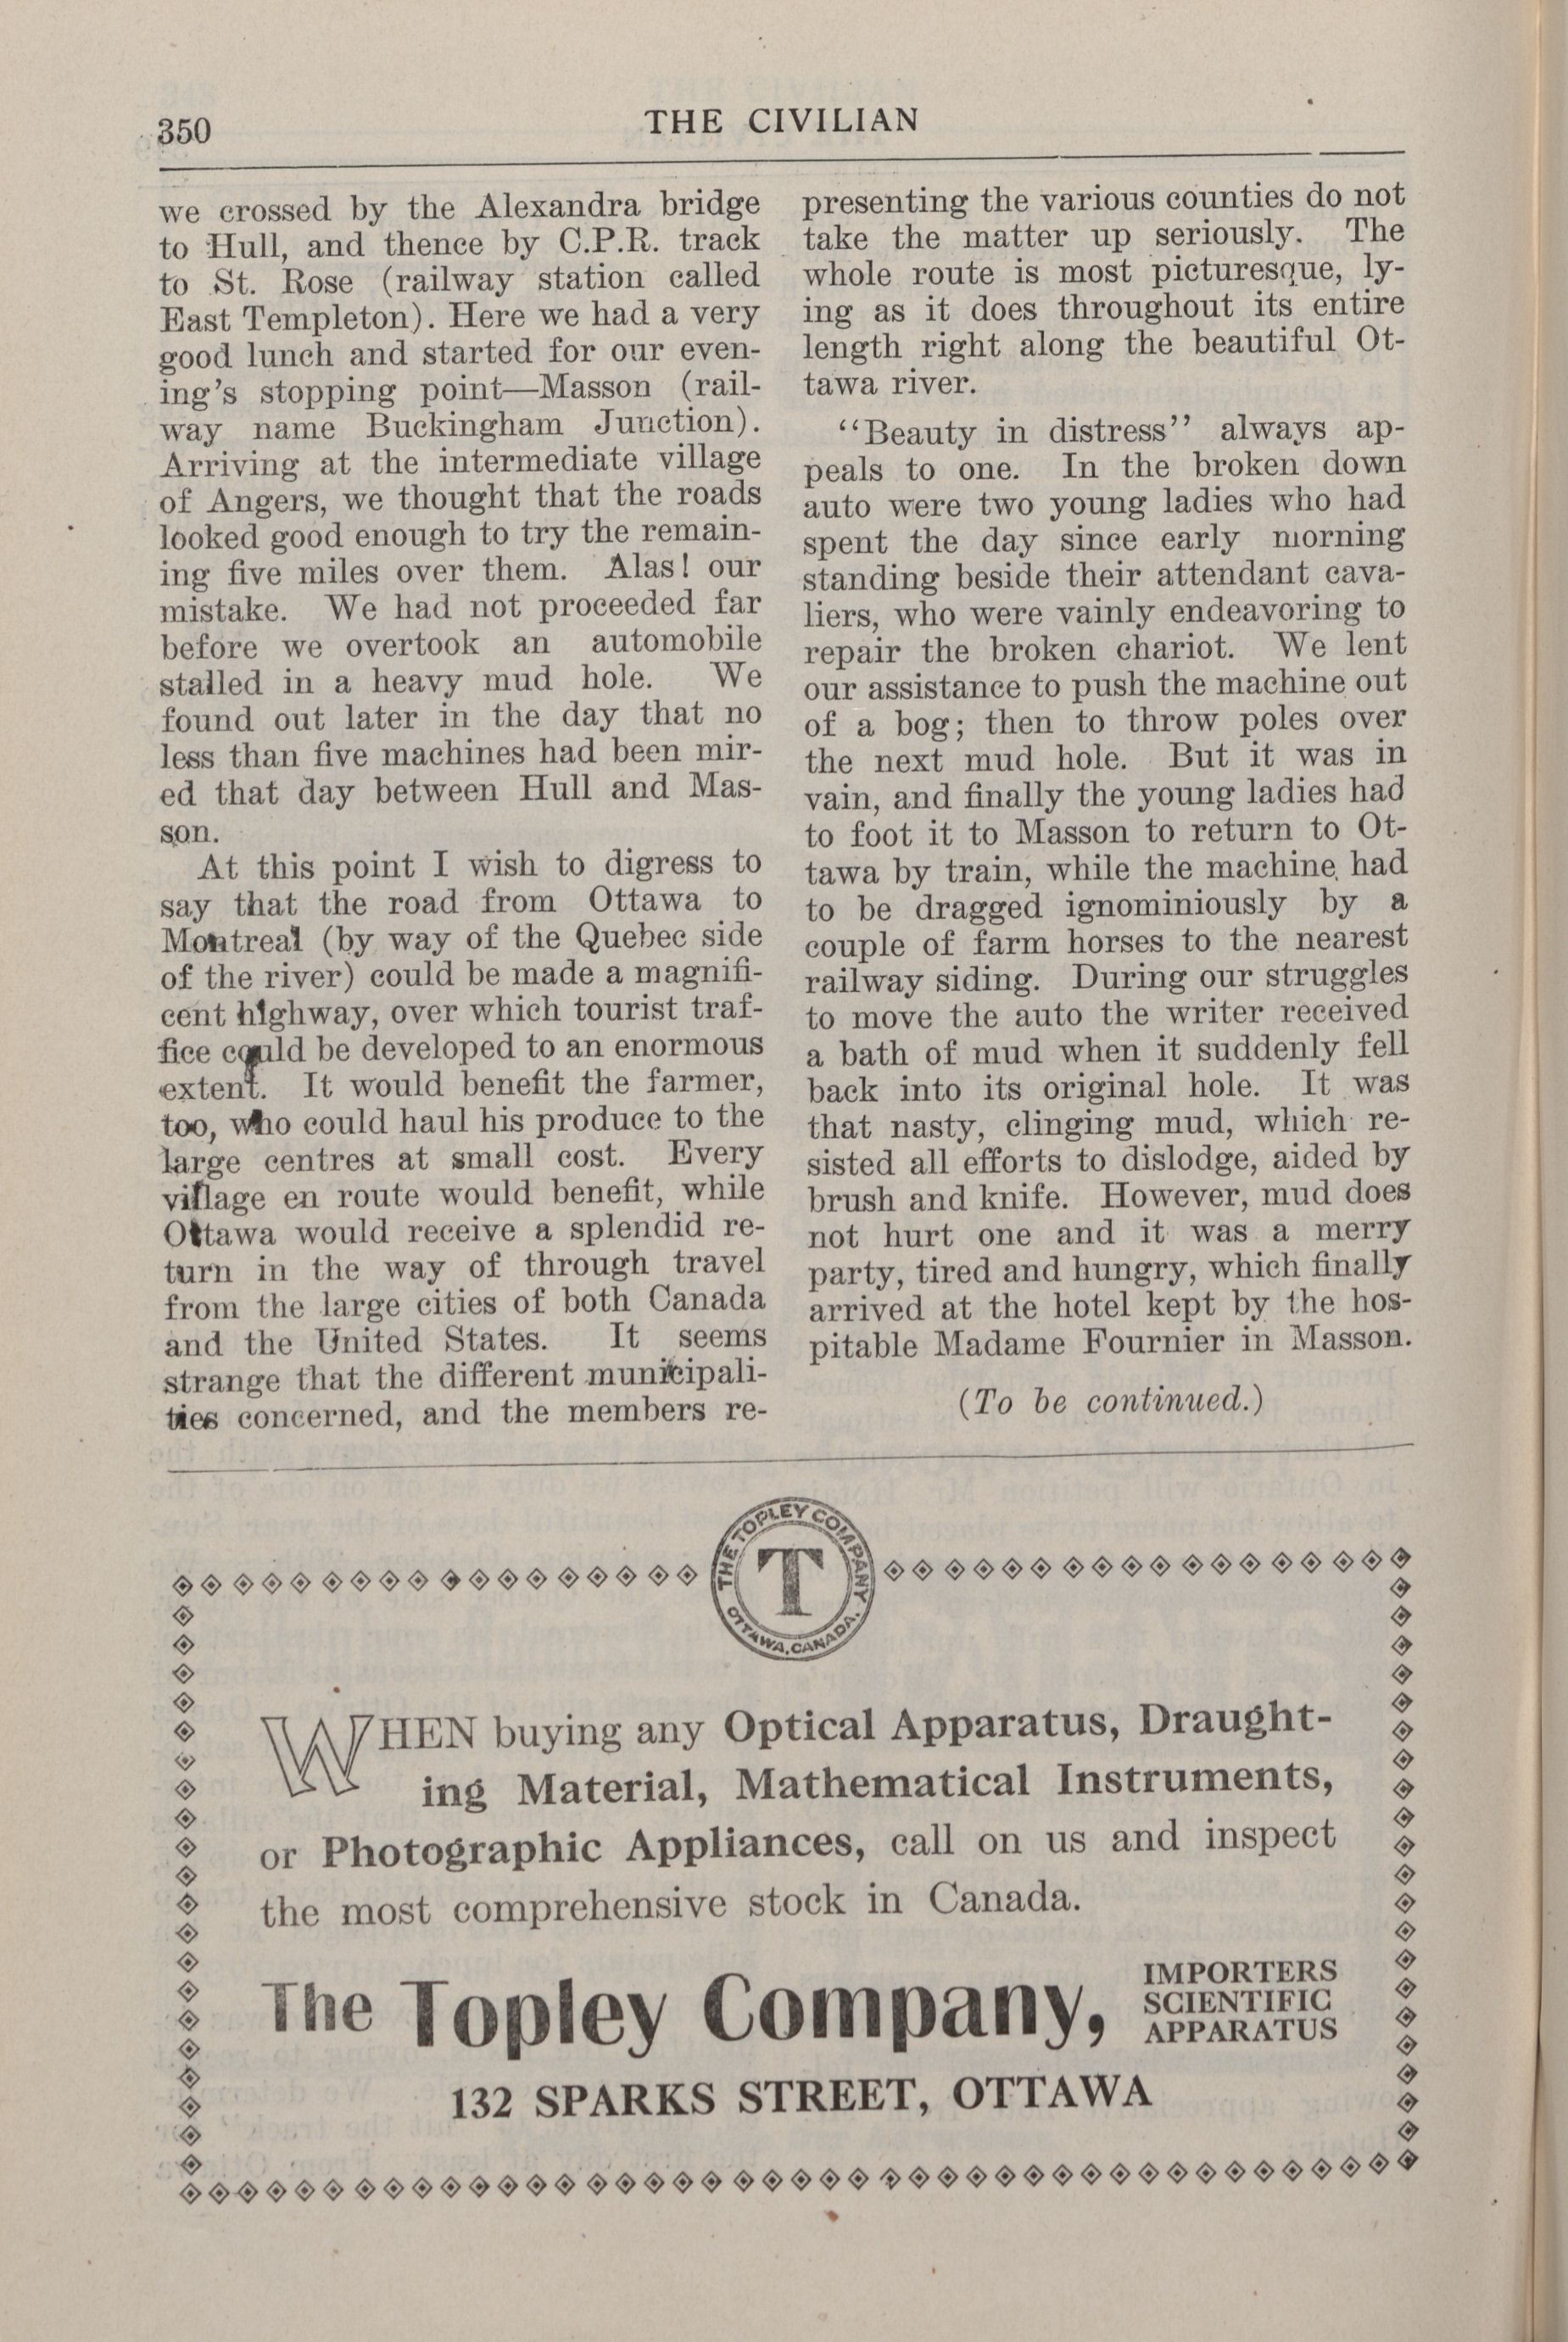 350
THE CIVILIAN
we crossed by the Alexandra bridge
to Hull, and thence by C.P.R. track
to St. Rose (railway station called
East Templeton). Here we had a very
good lunch and started for our even-
ing's stopping point—Masson (rail-
way name Buckingham Junction).
Arriving at the intermediate village
of Angers, we thought that the roads
looked good enough to try the remain-
ing five miles over them. Alas! our
mistake. We had not proceeded far
before we overtook an automobile
stalled in a heavy mud hole. We
found out later in the day that no
less than five machines had been mir-
ed that day between Hull and Mas-
son.
At this point I wish to digress to
say that the road from Ottawa to
Montreal (by way of the Quebec side
of the river) could be made a magnifi-
cent highway, over which tourist traf-
fice could be developed to an enormous
extent. It would benefit the farmer,
too, who could haul his produce to the
large centres at small cost. Every
village en route would benefit, while
Ottawa would receive a splendid re-
turn in the way of through travel
from the large cities of both Canada
and the United States. It seems
strange that the different municipali-
ties concerned, and the members re-
presenting the various counties do not
take the matter up seriously. The
whole route is most picturesque, ly-
ing as it does throughout its entire
length right along the beautiful Ot-
tawa river.
"Beauty in distress" always ap-
peals to one. In the broken down
auto were two young ladies who had
spent the day since early morning
standing beside their attendant cava-
liers, who were vainly endeavoring to
repair the broken chariot. We lent
our assistance to push the machine out
of a bog; then to throw poles over
the next mud hole. But it was in
vain, and finally the young ladies had
to foot it to Masson to return to Ot-
tawa by train, while the machine had
to be dragged ignominiously by a
couple of farm horses to the nearest
railway siding. During our struggles
to move the auto the writer received
a bath of mud when it suddenly fell
back into its original hole. It was
that nasty, clinging mud, which re-
sisted all efforts to dislodge, aided by
brush and knife. However, mud does
not hurt one and it was a merry
party, tired and hungry, which finally
arrived at the hotel kept by the hos-
pitable Madame Fournier in Masson.
(To be continued.)
THE TOPLEY COMPANY.
T
OTTAWA, CANADA.
WHEN buying any Optical Apparatus, Draught-
ing Material, Mathematical Instruments,
or Photographic Appliances, call on us and inspect
the most comprehensive stock in Canada.
The Topley Company,
IMPORTERS
SCIENTIFIC
APPARATUS
132 SPARKS STREET, OTTAWA